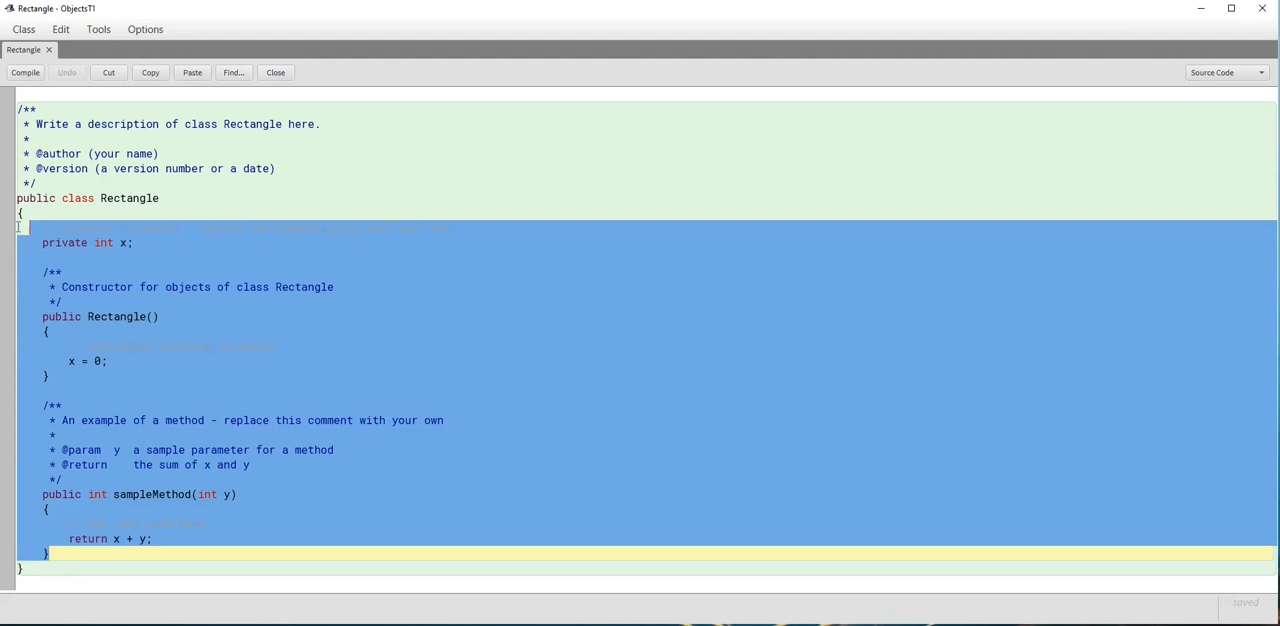 Rectangle - ObjectsT1
Class Edit Tools Options
Rectangle
Compile Undo Cut Copy Paste Find... Close Source Code
/**
 * Write a description of class Rectangle here.
 *
 * @author (your name)
 * @version (a version number or a date)
 */
public class Rectangle
{
    private int x;
    /**
     * Constructor for objects of class Rectangle
     */
    public Rectangle()
    {
        x = 0;
    }
    /**
     * An example of a method - replace this comment with your own
     *
     * @param  y  a sample parameter for a method
     * @return    the sum of x and y
     */
    public int sampleMethod(int y)
    {
        return x + y;
    }
}
saved